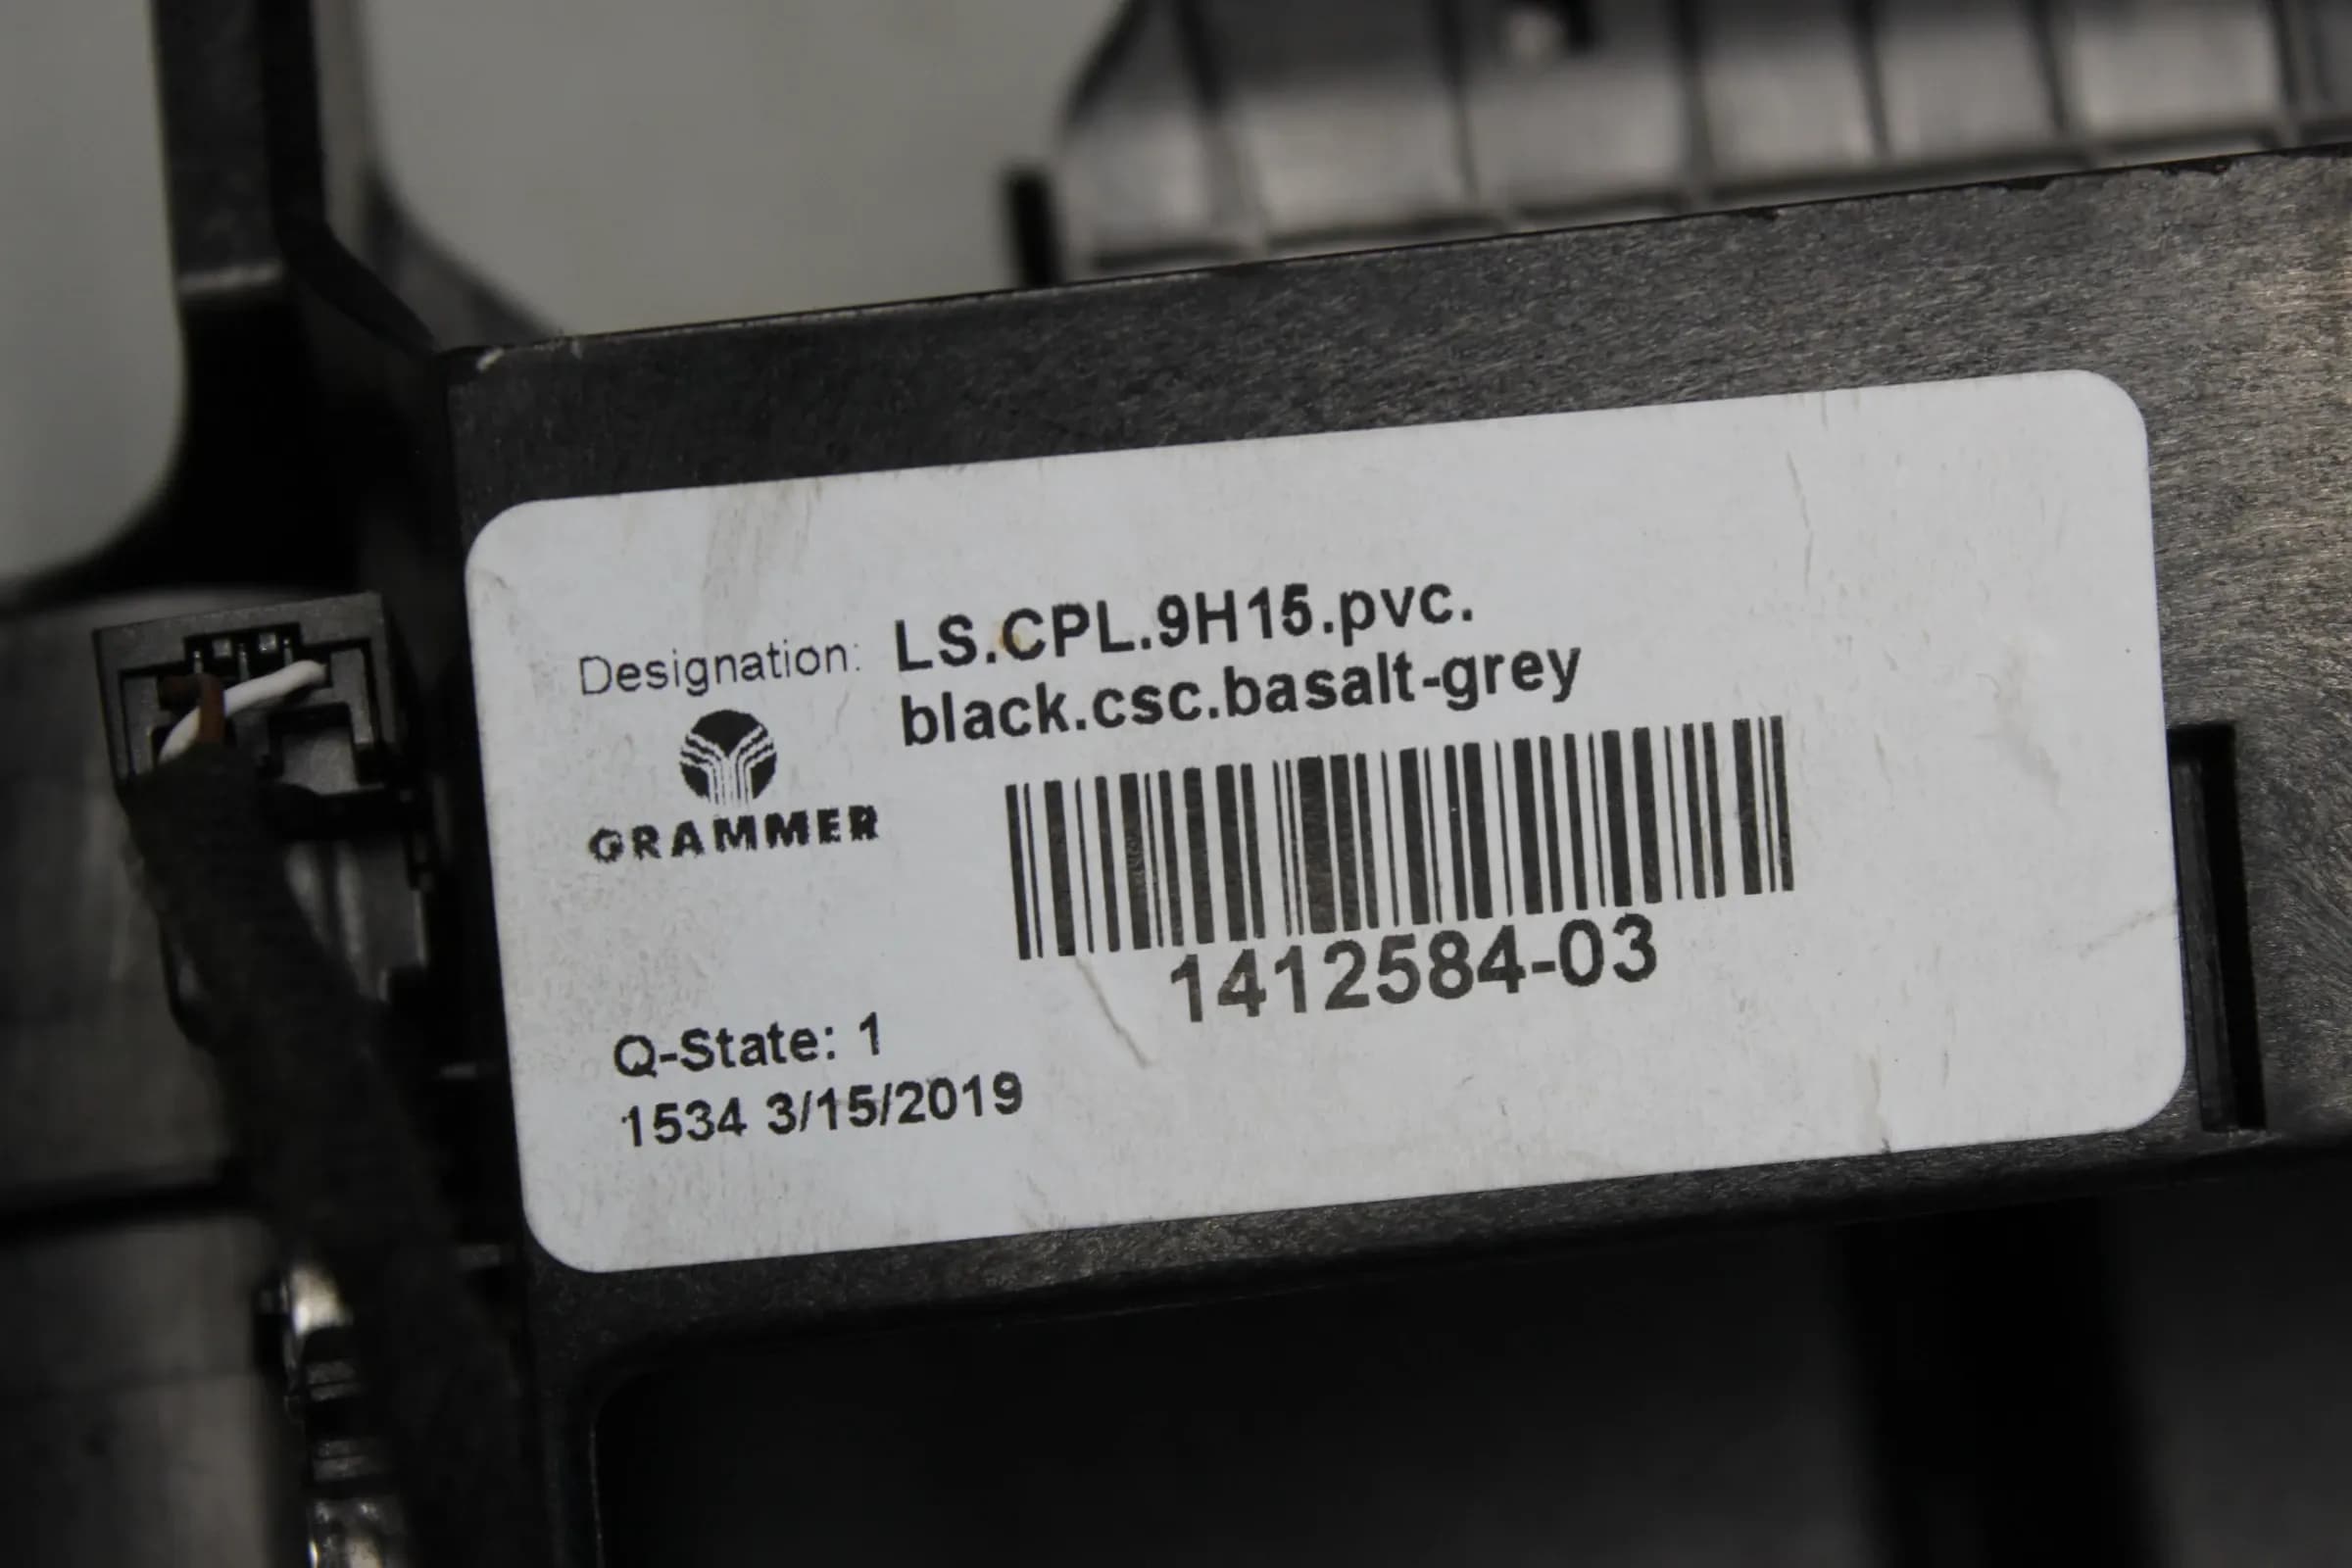 Designation: LS.CPL.9H15.pvc.
black.csc.basalt-grey
GRAMMER
1412584-03
Q-State: 1
1534 3/15/2019